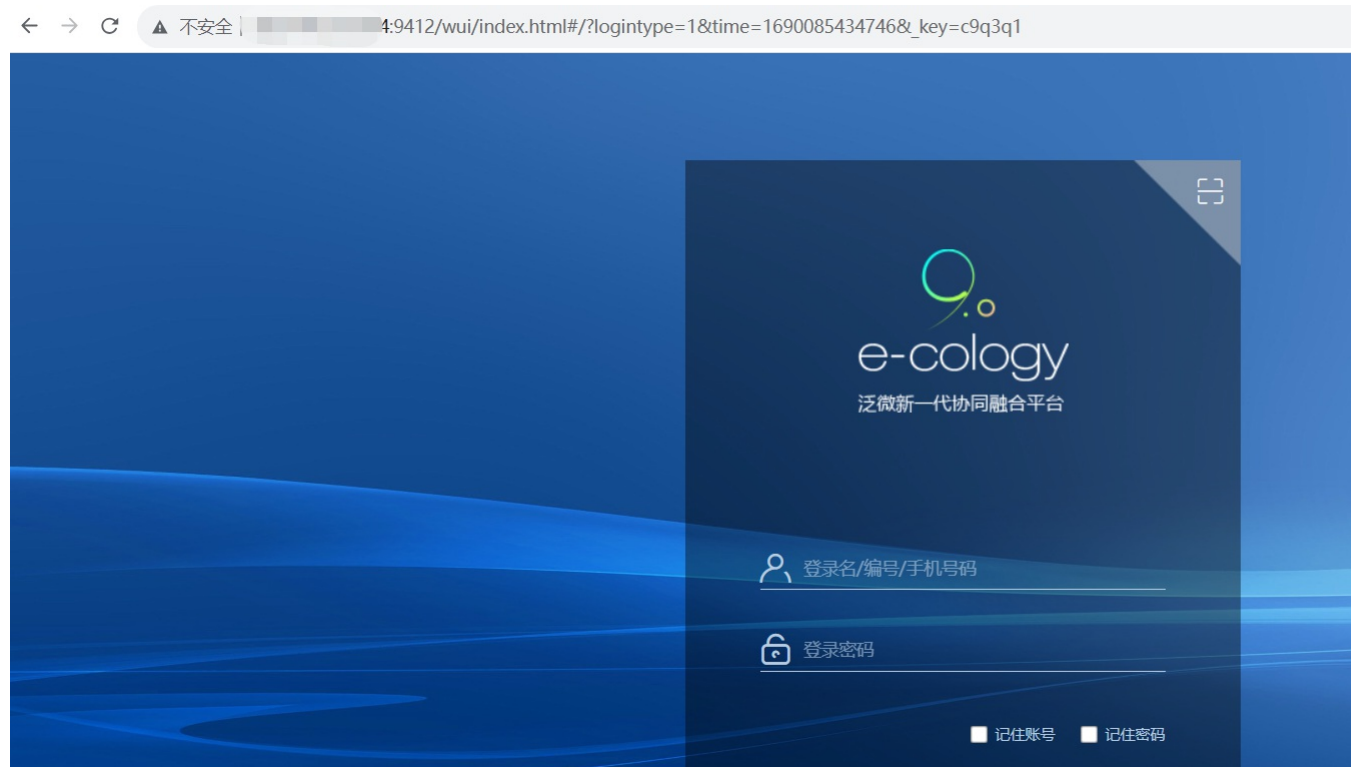 不安全
4:9412/wui/index.html#/?logintype=1&time=1690085434746&_key=c9q3q1
9.0
e-cology
泛微新一代协同融合平台
登录名/编号/手机号码
登录密码
记住账号 记住密码